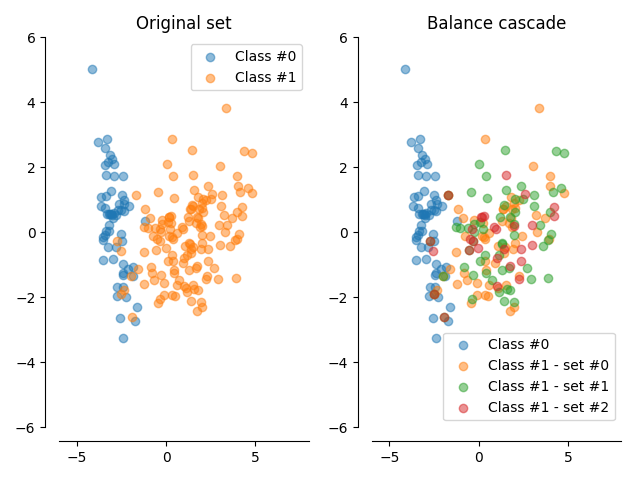 Original set
Class #0
Class #1
6
4
2
0
−2
−4
−6
−5
0
5
Balance cascade
6
4
2
0
−2
−4
−6
Class #0
Class #1 - set #0
Class #1 - set #1
Class #1 - set #2
−5
0
5